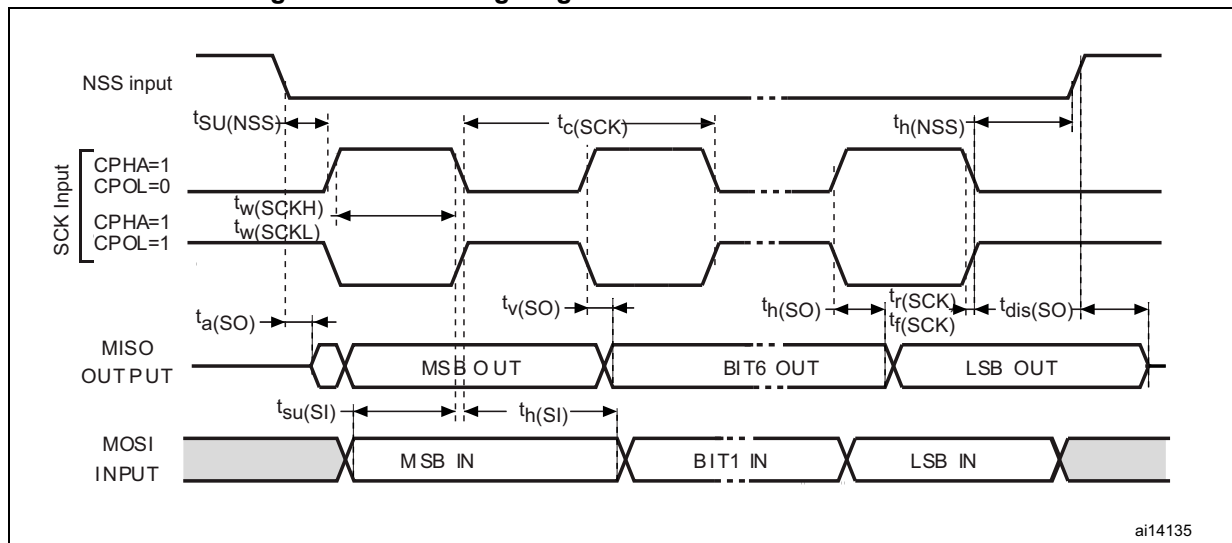 NSS input
tSU(NSS)
tc(SCK)
th(NSS)
SCK Input
CPHA=1
CPOL=0
tw(SCKH)
CPHA=1
tw(SCKL)
CPOL=1
ta(SO)
tv(SO)
th(SO)
tr(SCK)
tf(SCK)
tdis(SO)
MISO
OUTPUT
MSB OUT
BIT6 OUT
LSB OUT
tsu(SI)
th(SI)
MOSI
INPUT
MSB IN
BIT1 IN
LSB IN
ai14135